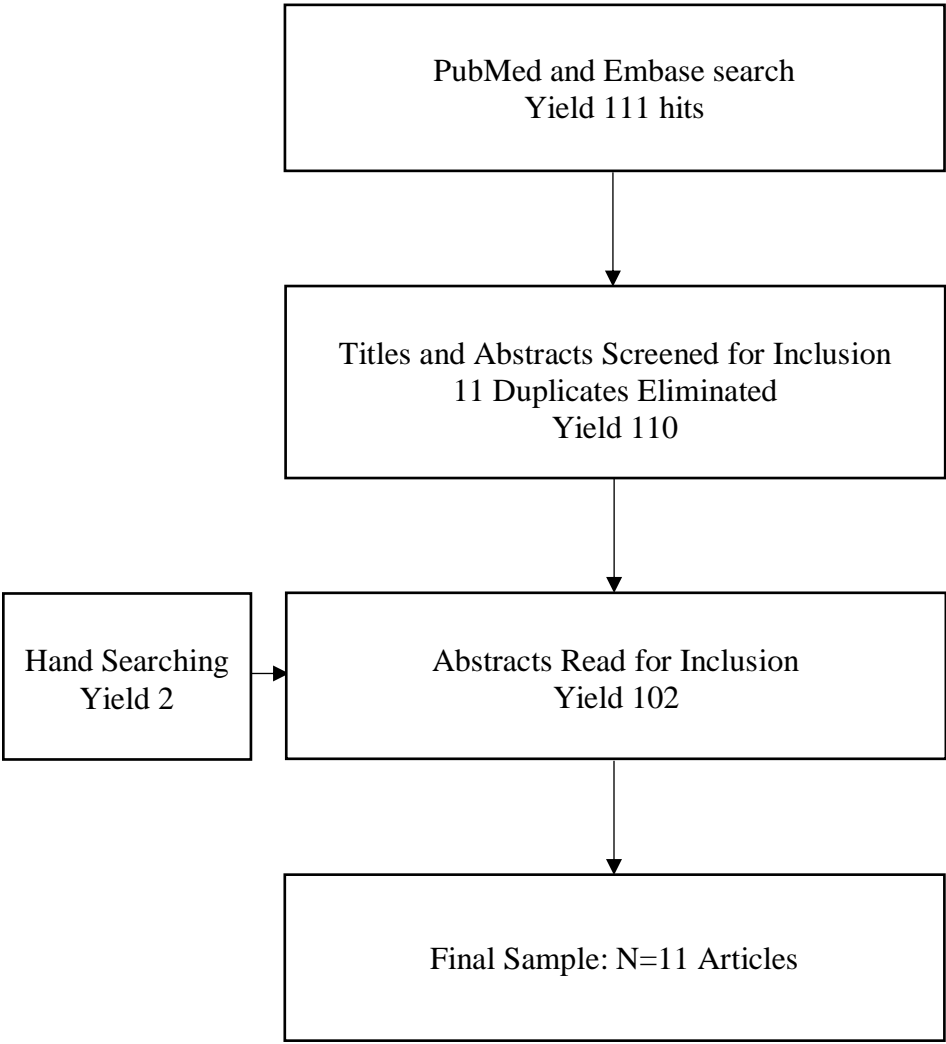 PubMed and Embase search
Yield 111 hits
Titles and Abstracts Screened for Inclusion
11 Duplicates Eliminated
Yield 110
Hand Searching
Yield 2
Abstracts Read for Inclusion
Yield 102
Final Sample: N=11 Articles